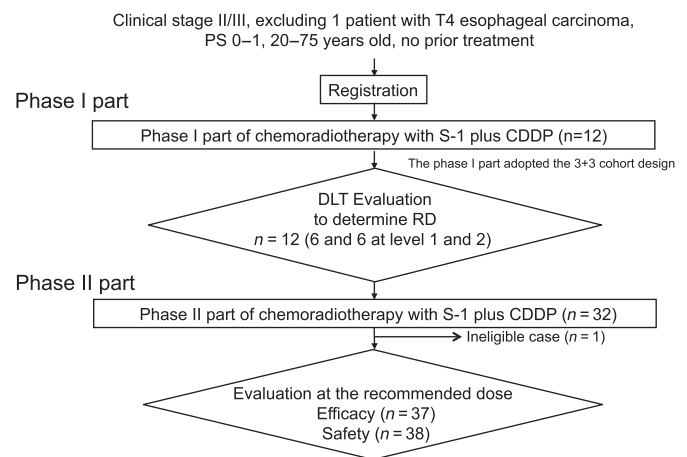 Clinical stage II/III, excluding 1 patient with T4 esophageal carcinoma,
PS 0–1, 20–75 years old, no prior treatment
Registration
Phase I part
Phase I part of chemoradiotherapy with S-1 plus CDDP (n=12)
The phase I part adopted the 3+3 cohort design
DLT Evaluation
to determine RD
n = 12 (6 and 6 at level 1 and 2)
Phase II part
Phase II part of chemoradiotherapy with S-1 plus CDDP (n = 32)
Ineligible case (n = 1)
Evaluation at the recommended dose
Efficacy (n = 37)
Safety (n = 38)